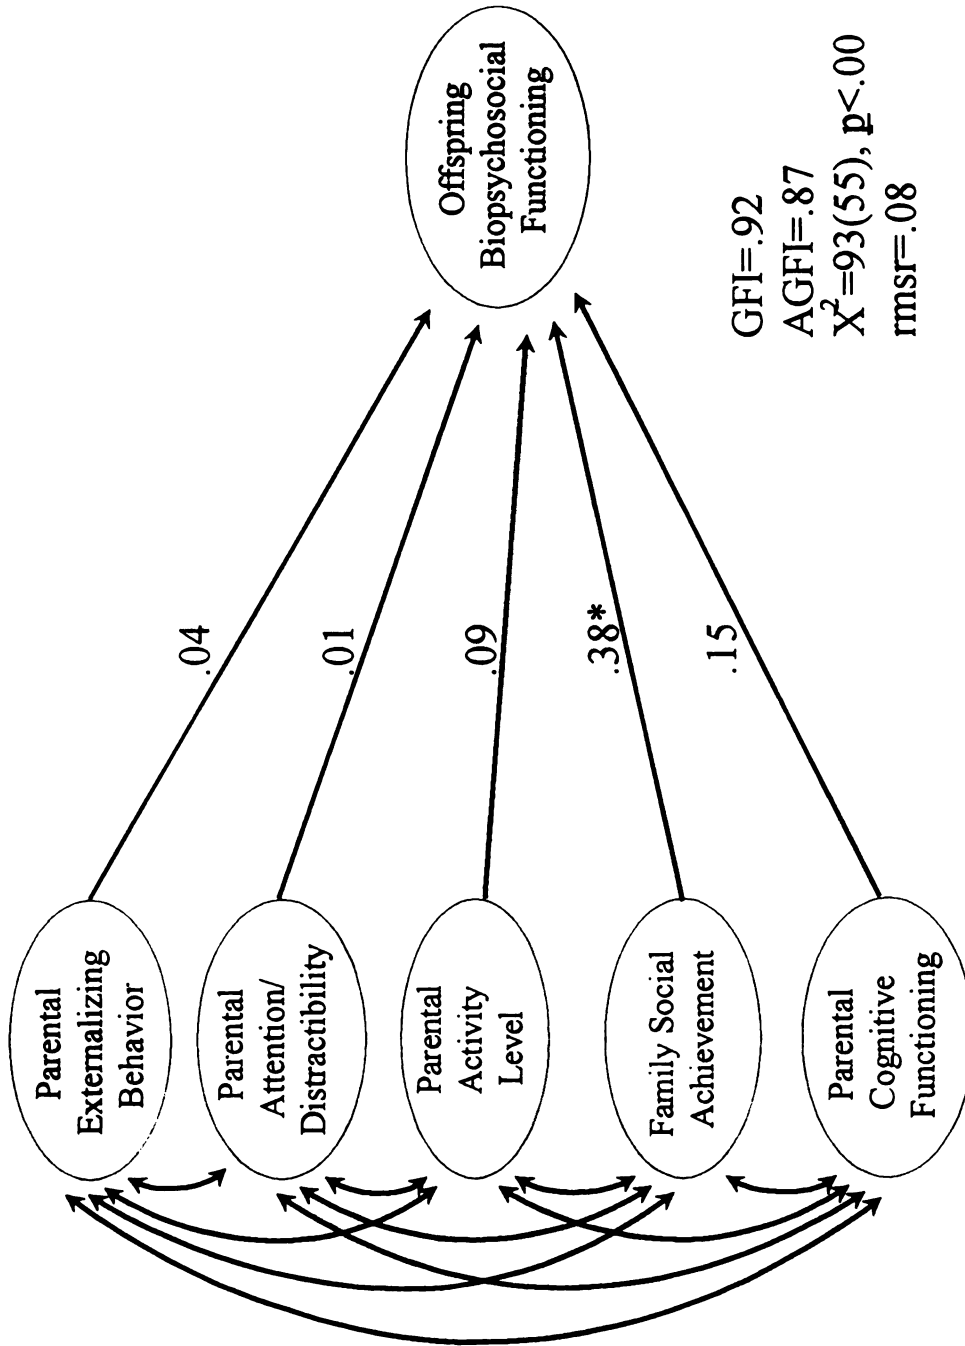 Parental
Externalizing
Behavior
Parental
Attention/
Distractibility
Parental
Activity
Level
Family Social
Achievement
Parental
Cognitive
Functioning
.04
.01
.09
.38*
.15
Offspring
Biopsychosocial
Functioning
GFI=.92
AGFI=.87
X²=93(55), p<.00
rmsr=.08